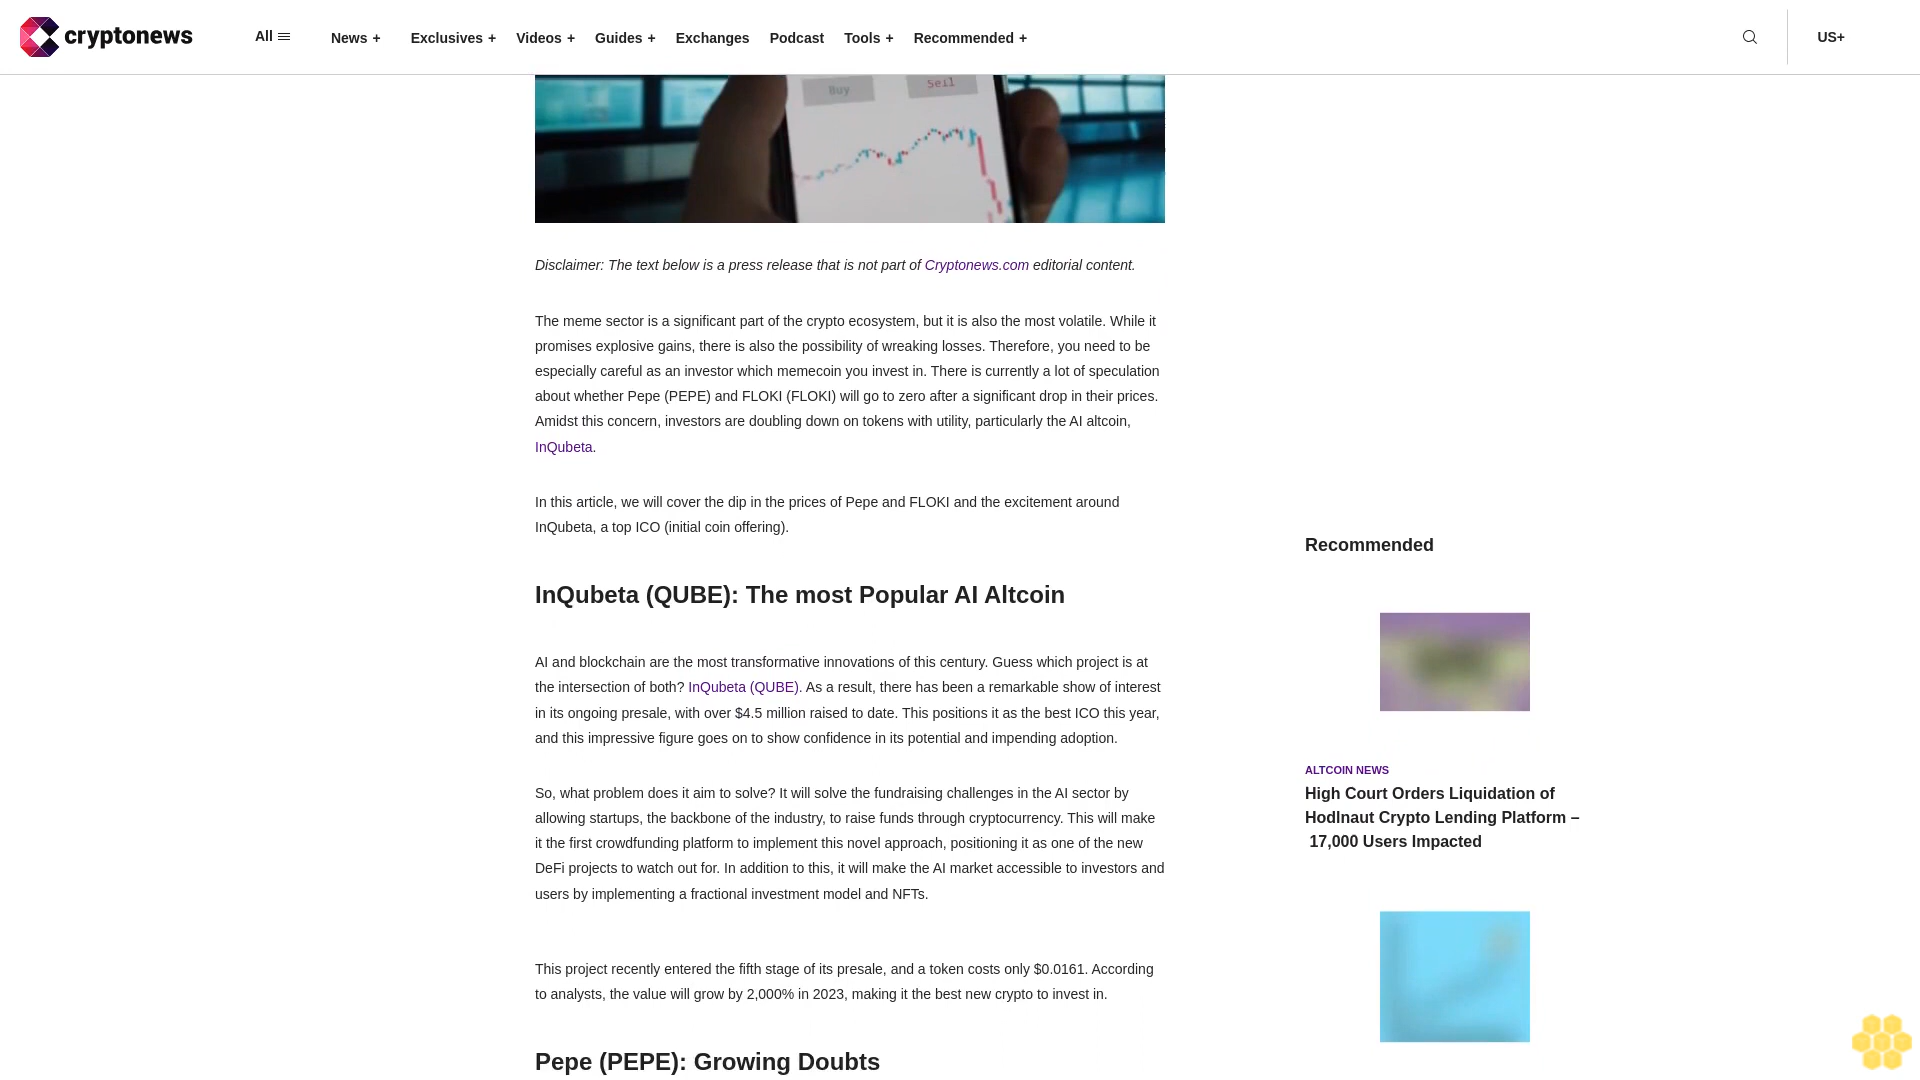 cryptonews
All
News +
Exclusives +
Videos +
Guides +
Exchanges
Podcast
Tools +
Recommended +
US+
Buy
Sell
Disclaimer: The text below is a press release that is not part of Cryptonews.com editorial content.
The meme sector is a significant part of the crypto ecosystem, but it is also the most volatile. While it
promises explosive gains, there is also the possibility of wreaking losses. Therefore, you need to be
especially careful as an investor which memecoin you invest in. There is currently a lot of speculation
about whether Pepe (PEPE) and FLOKI (FLOKI) will go to zero after a significant drop in their prices.
Amidst this concern, investors are doubling down on tokens with utility, particularly the AI altcoin,
InQubeta.
In this article, we will cover the dip in the prices of Pepe and FLOKI and the excitement around
InQubeta, a top ICO (initial coin offering).
InQubeta (QUBE): The most Popular AI Altcoin
AI and blockchain are the most transformative innovations of this century. Guess which project is at
the intersection of both? InQubeta (QUBE). As a result, there has been a remarkable show of interest
in its ongoing presale, with over $4.5 million raised to date. This positions it as the best ICO this year,
and this impressive figure goes on to show confidence in its potential and impending adoption.
So, what problem does it aim to solve? It will solve the fundraising challenges in the AI sector by
allowing startups, the backbone of the industry, to raise funds through cryptocurrency. This will make
it the first crowdfunding platform to implement this novel approach, positioning it as one of the new
DeFi projects to watch out for. In addition to this, it will make the AI market accessible to investors and
users by implementing a fractional investment model and NFTs.
This project recently entered the fifth stage of its presale, and a token costs only $0.0161. According
to analysts, the value will grow by 2,000% in 2023, making it the best new crypto to invest in.
Pepe (PEPE): Growing Doubts
Recommended
ALTCOIN NEWS
High Court Orders Liquidation of
Hodlnaut Crypto Lending Platform –
17,000 Users Impacted